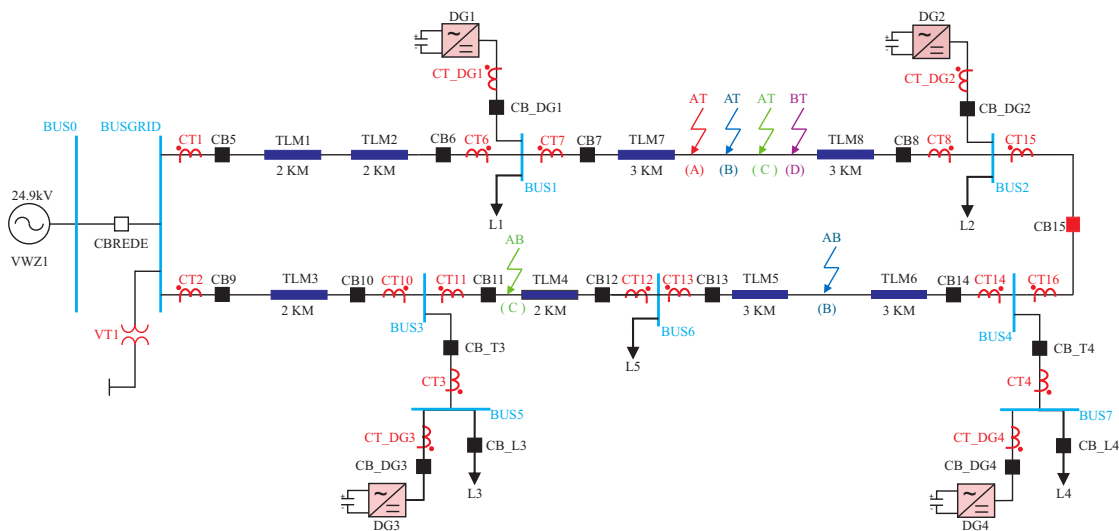 DG1
DG2
CT_DG1
CT_DG2
CB_DG1
CB_DG2
AT AT AT BT
BUS0 BUSGRID
CT1 CB5 TLM1 TLM2 CB6 CT6 CT7 CB7 TLM7 TLM8 CB8 CT8 CT15
2 KM 2 KM BUS1 3 KM (A) (B) (C) (D) 3 KM BUS2
24.9kV
L1 L2
CBREDE
VWZ1
CB15
AB AB
CT2 CB9 TLM3 CB10 CT10 CT11 CB11 TLM4 CB12 CT12 CT13 CB13 TLM5 TLM6 CB14 CT14 CT16
2 KM BUS3 (C) 2 KM BUS6 3 KM (B) 3 KM BUS4
VT1
CB_T3 CB_T4
L5
CT3 CT4
BUS5 BUS7
CT_DG3 CB_L3 CT_DG4 CB_L4
CB_DG3 CB_DG4
L3 L4
DG3 DG4